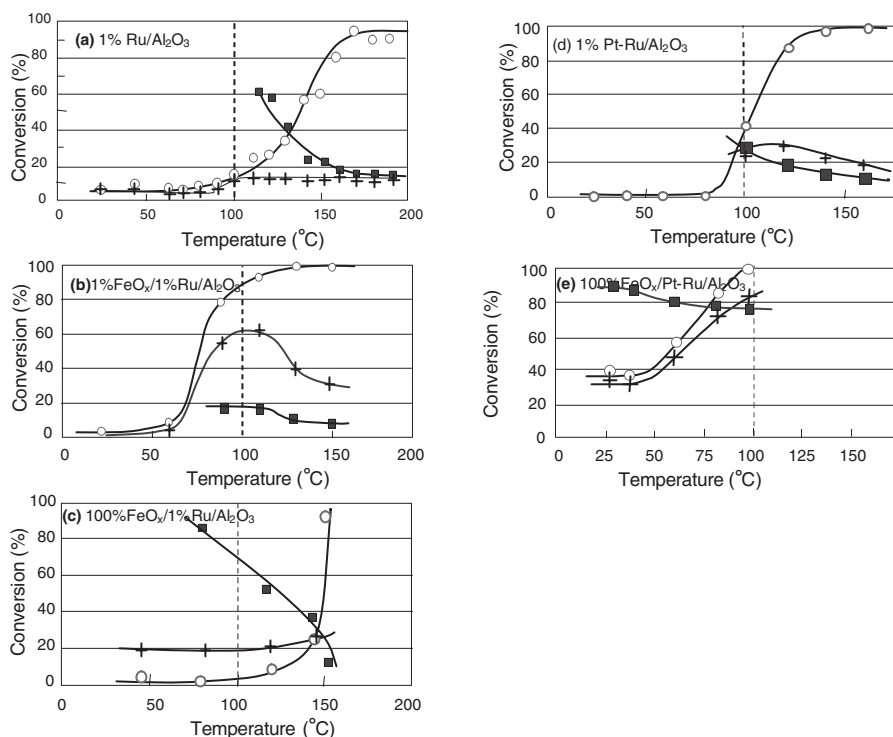 (a) 1% Ru/Al₂O₃
Conversion (%)
100
80
60
40
20
0
0 50 100 150 200
Temperature (°C)
(b) 1%FeOₓ/1%Ru/Al₂O₃
Conversion (%)
100
80
60
40
20
0
0 50 100 150 200
Temperature (°C)
(c) 100%FeOₓ/1%Ru/Al₂O₃
Conversion (%)
100
80
60
40
20
0
0 50 100 150 200
Temperature (°C)
(d) 1% Pt-Ru/Al₂O₃
Conversion (%)
100
80
60
40
20
0
0 50 100 150
Temperature (°C)
(e) 100%FeOₓ/Pt-Ru/Al₂O₃
Conversion (%)
100
80
60
40
20
0
0 25 50 75 100 125 150
Temperature (°C)